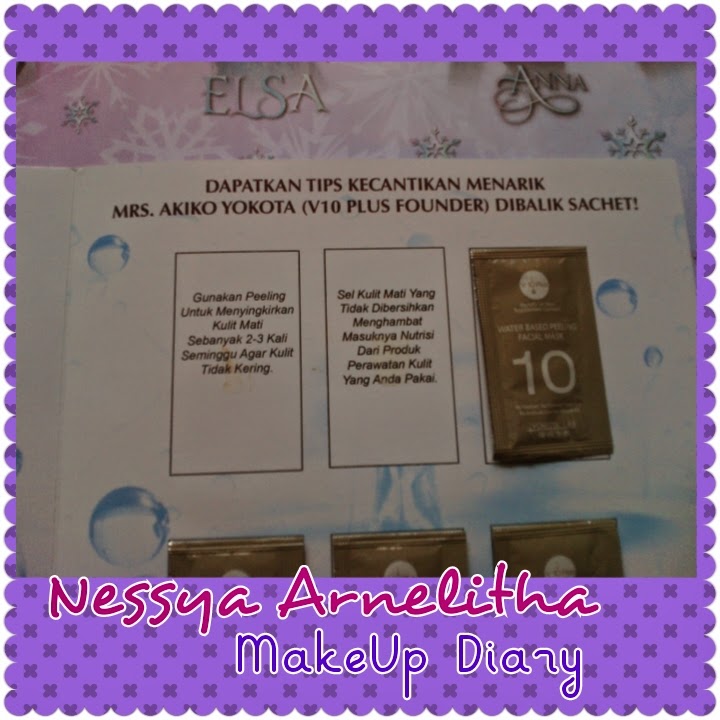 ELSA
ANNA
DAPATKAN TIPS KECANTIKAN MENARIK
MRS. AKIKO YOKOTA (V10 PLUS FOUNDER) DIBALIK SACHET!
Gunakan Peeling
Untuk Menyingkirkan
Kulit Mati
Sebanyak 2-3 Kali
Seminggu Agar Kulit
Tidak Kering.
Sel Kulit Mati Yang
Tidak Dibersihkan
Menghambat
Masuknya Nutrisi
Dari Produk
Perawatan Kulit
Yang Anda Pakai.
WATER BASED PEELING
FACIAL MASK
10
Nessya Arnelitha
MakeUp Diary